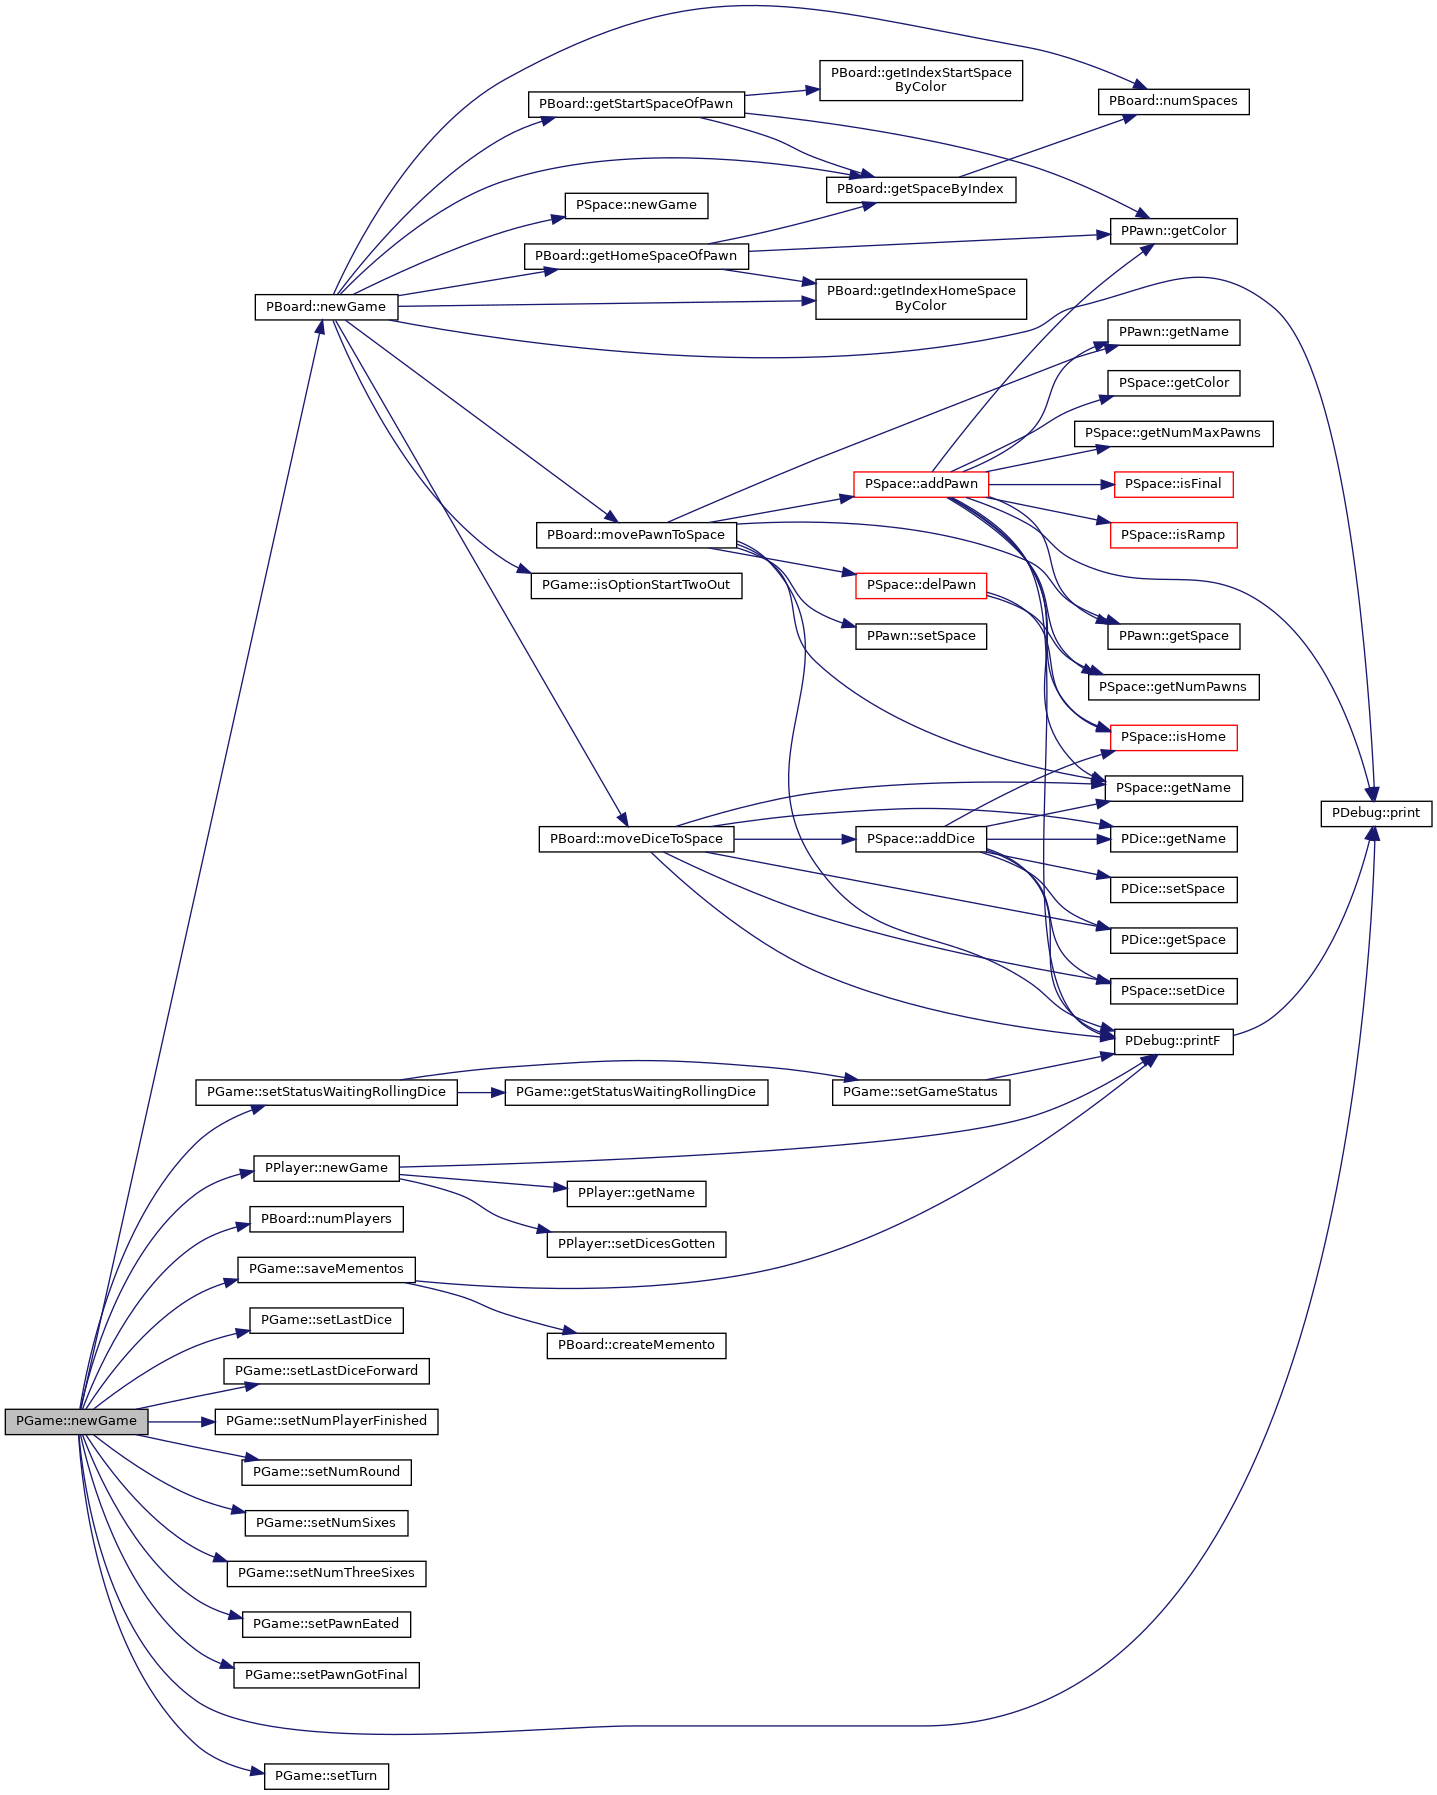 PBoard::getIndexStartSpace
ByColor
PBoard::getStartSpaceOfPawn
PBoard::numSpaces
PBoard::getSpaceByIndex
PSpace::newGame
PPawn::getColor
PBoard::getHomeSpaceOfPawn
PBoard::getIndexHomeSpace
ByColor
PBoard::newGame
PPawn::getName
PSpace::getColor
PSpace::getNumMaxPawns
PSpace::addPawn
PSpace::isFinal
PBoard::movePawnToSpace
PSpace::isRamp
PGame::isOptionStartTwoOut
PSpace::delPawn
PPawn::setSpace
PPawn::getSpace
PSpace::getNumPawns
PSpace::isHome
PSpace::getName
PDebug::print
PBoard::moveDiceToSpace
PSpace::addDice
PDice::getName
PDice::setSpace
PDice::getSpace
PSpace::setDice
PDebug::printF
PGame::setStatusWaitingRollingDice
PGame::getStatusWaitingRollingDice
PGame::setGameStatus
PPlayer::newGame
PPlayer::getName
PBoard::numPlayers
PPlayer::setDicesGotten
PGame::saveMementos
PGame::setLastDice
PBoard::createMemento
PGame::setLastDiceForward
PGame::newGame
PGame::setNumPlayerFinished
PGame::setNumRound
PGame::setNumSixes
PGame::setNumThreeSixes
PGame::setPawnEated
PGame::setPawnGotFinal
PGame::setTurn